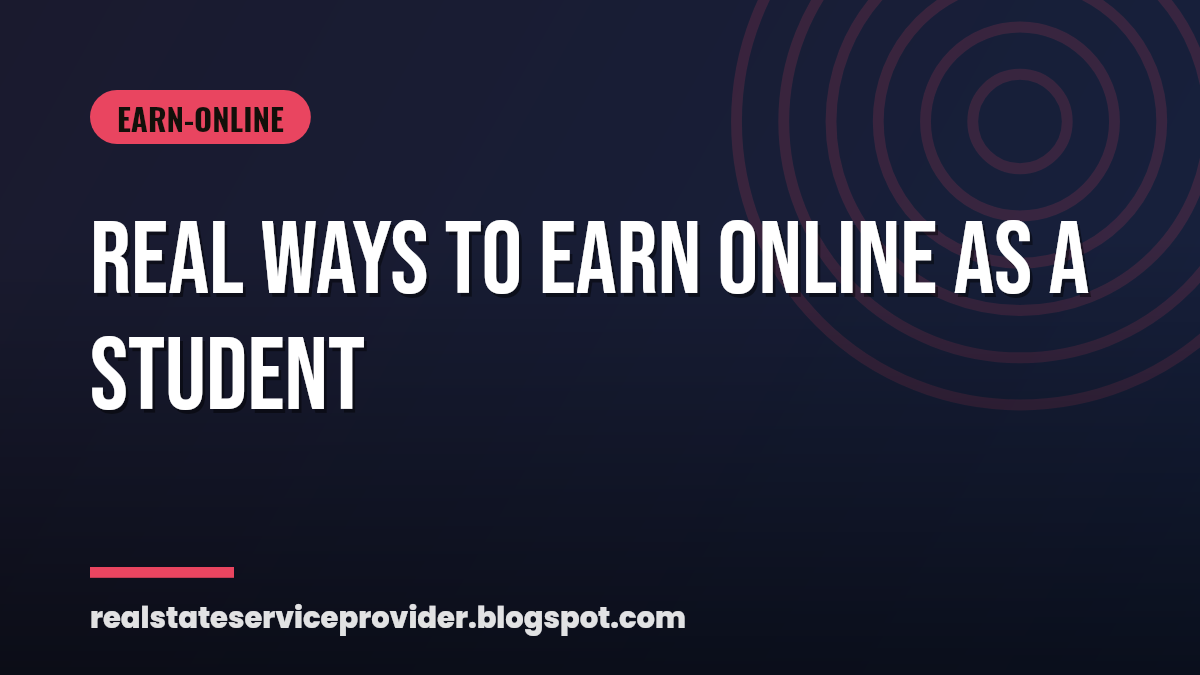 EARN-ONLINE
REAL WAYS TO EARN ONLINE AS A
STUDENT
realstateserviceprovider.blogspot.com